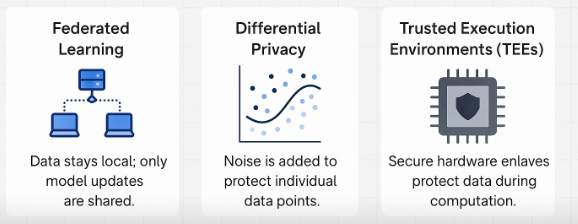 Federated
Learning
Data stays local; only
model updates
are shared.
Differential
Privacy
Noise is added to
protect individual
data points.
Trusted Execution
Environments (TEEs)
Secure hardware enlaves
protect data during
computation.